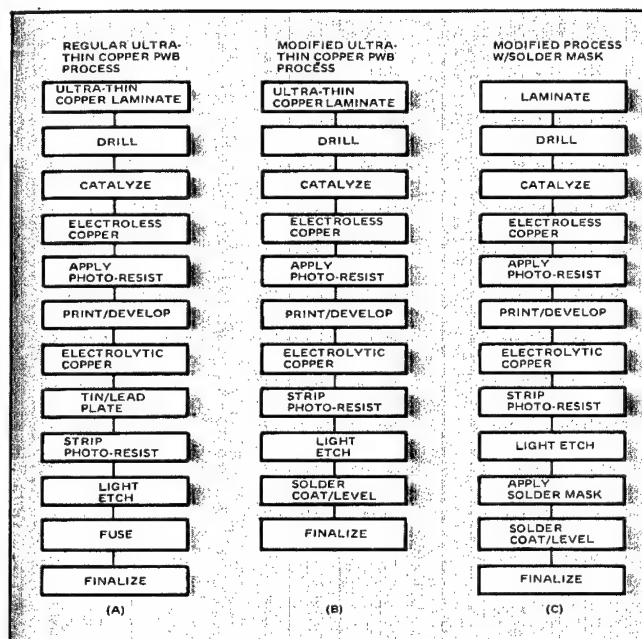 REGULAR ULTRA-
THIN COPPER PWB
PROCESS
ULTRA-THIN
COPPER LAMINATE
DRILL
CATALYZE
ELECTROLESS
COPPER
APPLY
PHOTO-RESIST
PRINT/DEVELOP
ELECTROLYTIC
COPPER
TIN/LEAD
PLATE
STRIP
PHOTO-RESIST
LIGHT
ETCH
FUSE
FINALIZE
(A)
MODIFIED ULTRA-
THIN COPPER PWB
PROCESS
ULTRA-THIN
COPPER LAMINATE
DRILL
CATALYZE
ELECTROLESS
COPPER
APPLY
PHOTO-RESIST
PRINT/DEVELOP
ELECTROLYTIC
COPPER
STRIP
PHOTO-RESIST
LIGHT
ETCH
SOLDER
COAT/LEVEL
FINALIZE
(B)
MODIFIED PROCESS
W/SOLDER MASK
LAMINATE
DRILL
CATALYZE
ELECTROLESS
COPPER
APPLY
PHOTO-RESIST
PRINT/DEVELOP
ELECTROLYTIC
COPPER
STRIP
PHOTO-RESIST
LIGHT ETCH
APPLY
SOLDER MASK
SOLDER
COAT/LEVEL
FINALIZE
(C)